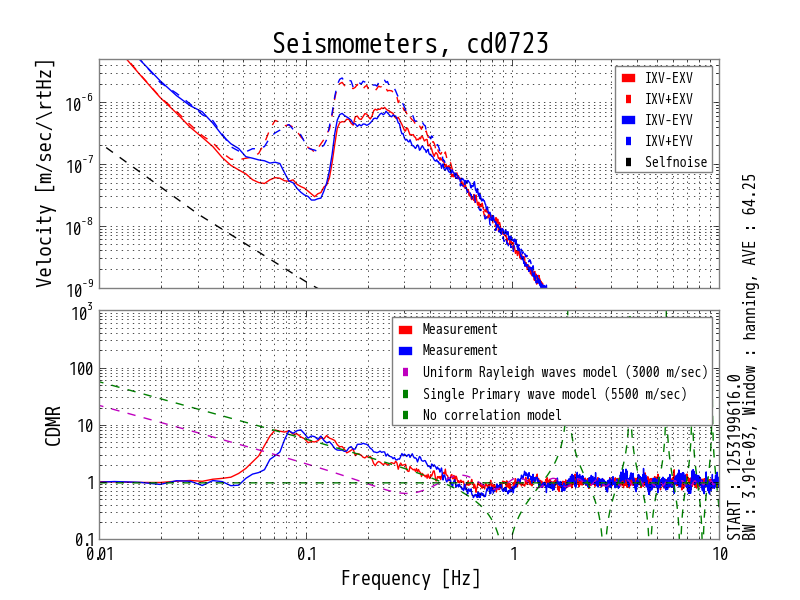 Seismometers, cd0723
Velocity [m/sec/\rtHz]
10^-6
10^-7
10^-8
10^-9
IXV-EXV
IXV+EXV
IXV-EYV
IXV+EYV
Selfnoise
CDMR
10^3
100
10
1
0.1
Measurement
Measurement
Uniform Rayleigh waves model (3000 m/sec)
Single Primary wave model (5500 m/sec)
No correlation model
0.01
0.1
1
10
Frequency [Hz]
START : 1253199616.0
BW : 3.91e-03, Window : hanning, AVE : 64.25